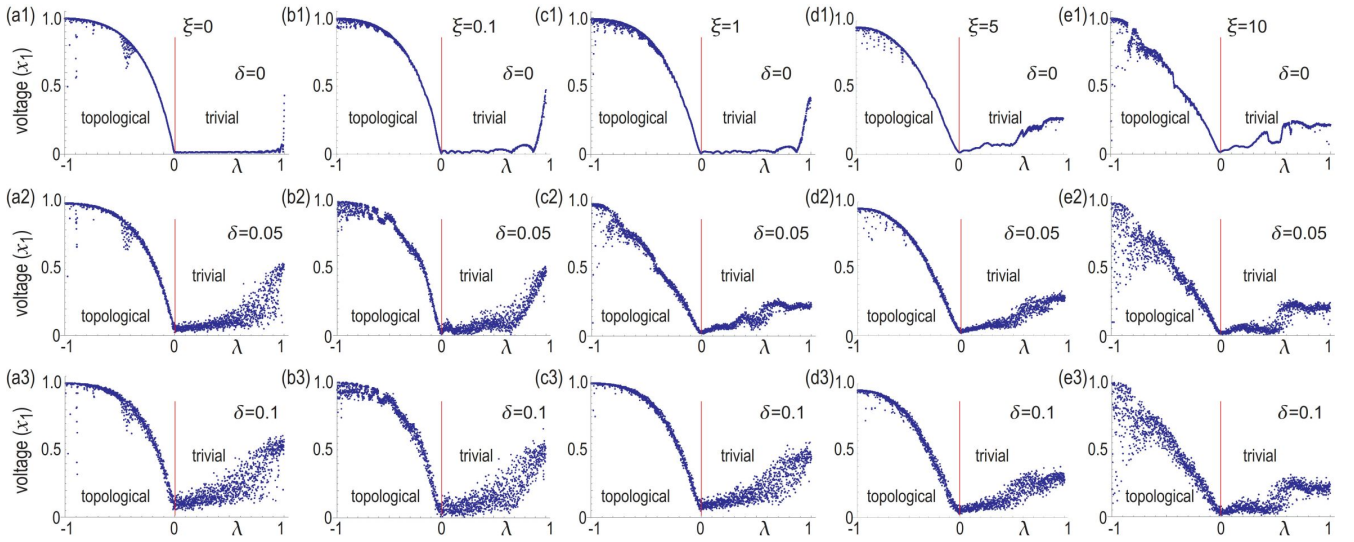 (a1) ξ=0 (b1) ξ=0.1 (c1) ξ=1 (d1) ξ=5 (e1) ξ=10
1.0 1.0 1.0 1.0 1.0
voltage (x1) δ=0 δ=0 δ=0 δ=0 δ=0
0.5 0.5 0.5 0.5 0.5
topological trivial topological trivial topological trivial topological trivial topological trivial
0 0 0 0 0
-1 0 λ 1 -1 0 λ 1 -1 0 λ 1 -1 0 λ 1 -1 0 λ 1
(a2) (b2) (c2) (d2) (e2)
1.0 1.0 1.0 1.0 1.0
voltage (x1) δ=0.05 δ=0.05 δ=0.05 δ=0.05 δ=0.05
0.5 trivial 0.5 trivial 0.5 trivial 0.5 trivial 0.5 trivial
topological topological topological topological topological
0 0 0 0 0
-1 0 λ 1 -1 0 λ 1 -1 0 λ 1 -1 0 λ 1 -1 0 λ 1
(a3) (b3) (c3) (d3) (e3)
1.0 1.0 1.0 1.0 1.0
voltage (x1) δ=0.1 δ=0.1 δ=0.1 δ=0.1 δ=0.1
0.5 trivial 0.5 trivial 0.5 trivial 0.5 trivial 0.5 trivial
topological topological topological topological topological
0 0 0 0 0
-1 0 λ 1 -1 0 λ 1 -1 0 λ 1 -1 0 λ 1 -1 0 λ 1